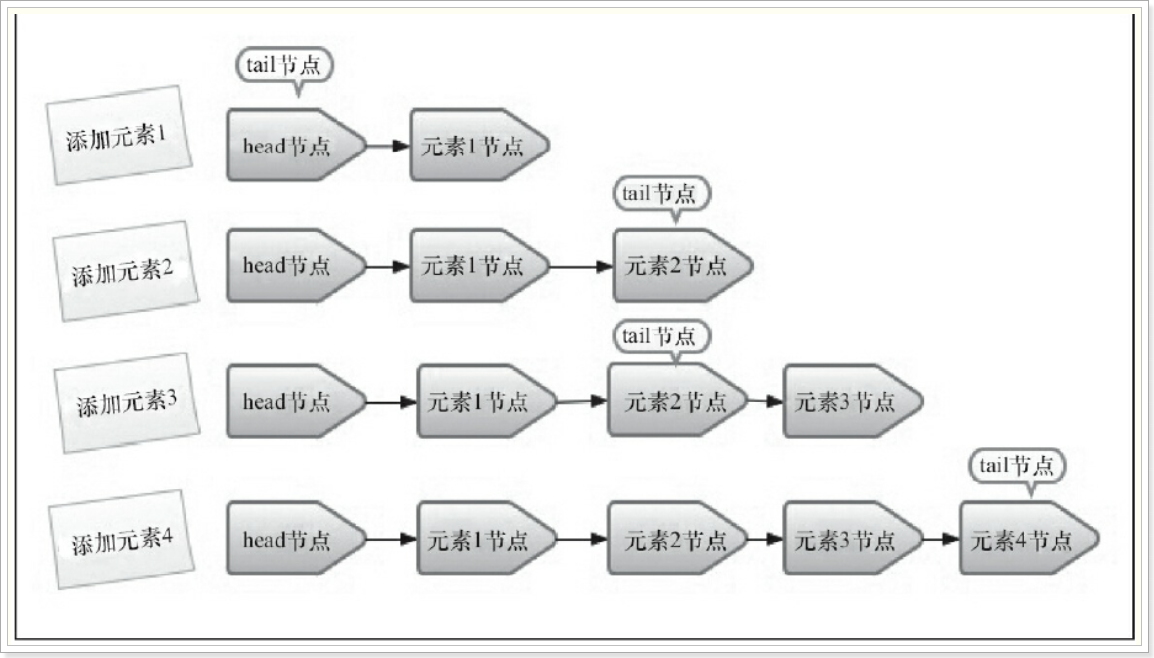 tail节点
添加元素1
head节点
元素1节点
tail节点
添加元素2
head节点
元素1节点
元素2节点
tail节点
添加元素3
head节点
元素1节点
元素2节点
元素3节点
tail节点
添加元素4
head节点
元素1节点
元素2节点
元素3节点
元素4节点